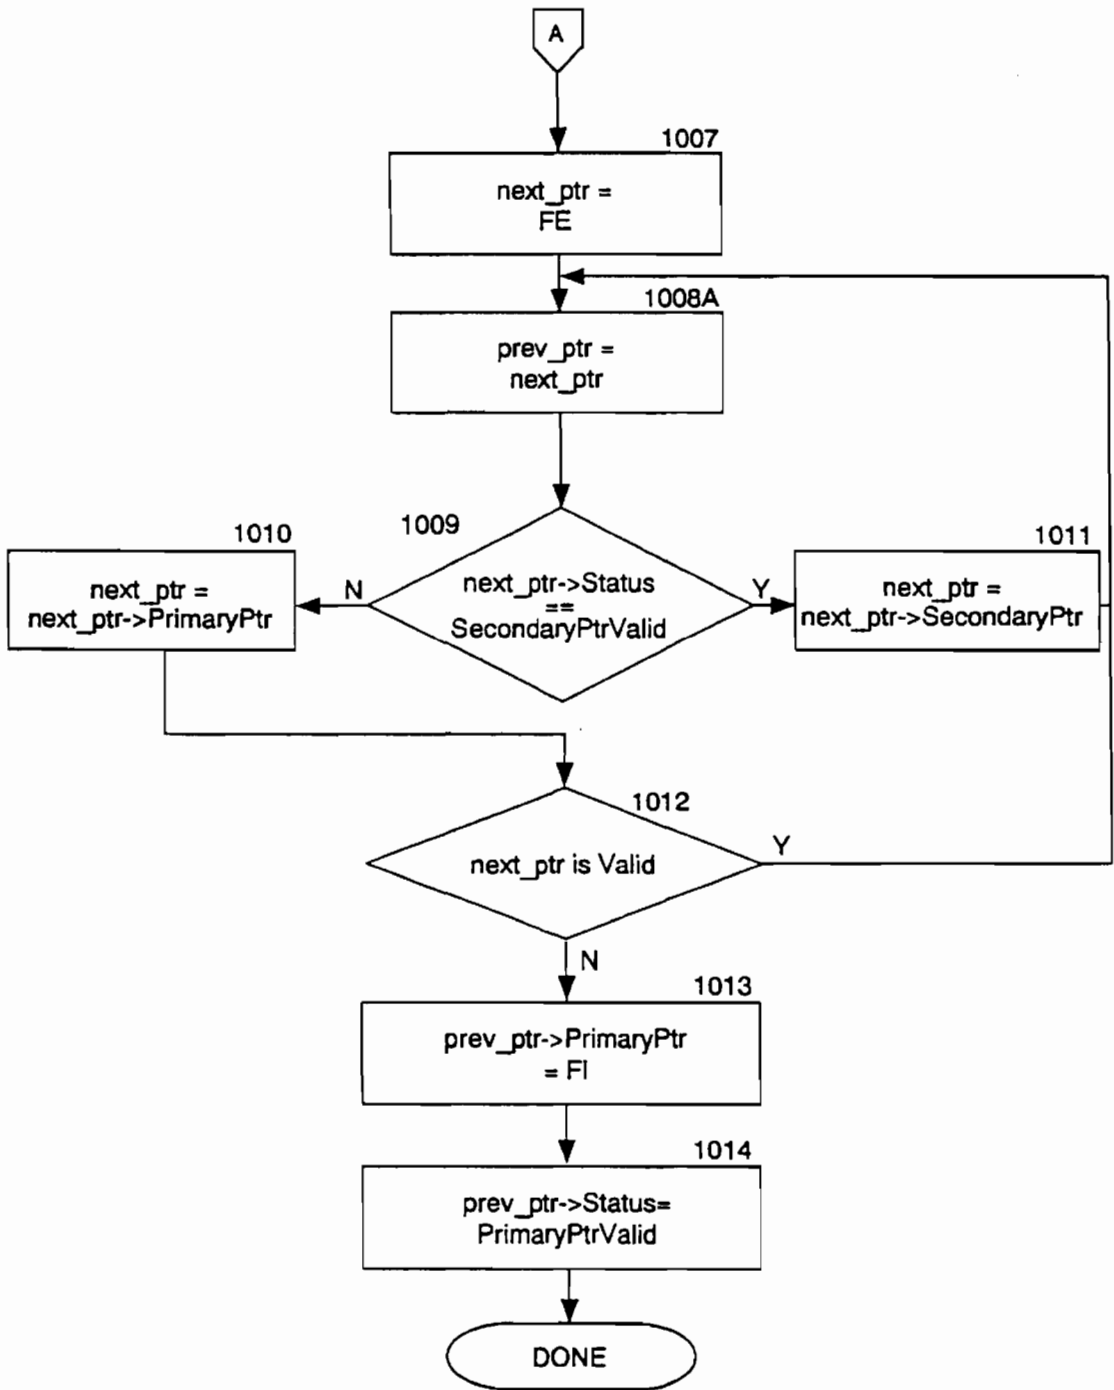 A
1007
next_ptr =
FE
1008A
prev_ptr =
next_ptr
1009
next_ptr->Status
==
SecondaryPtrValid
N
Y
1010
next_ptr =
next_ptr->PrimaryPtr
1011
next_ptr =
next_ptr->SecondaryPtr
1012
next_ptr is Valid
Y
N
1013
prev_ptr->PrimaryPtr
= FI
1014
prev_ptr->Status=
PrimaryPtrValid
DONE